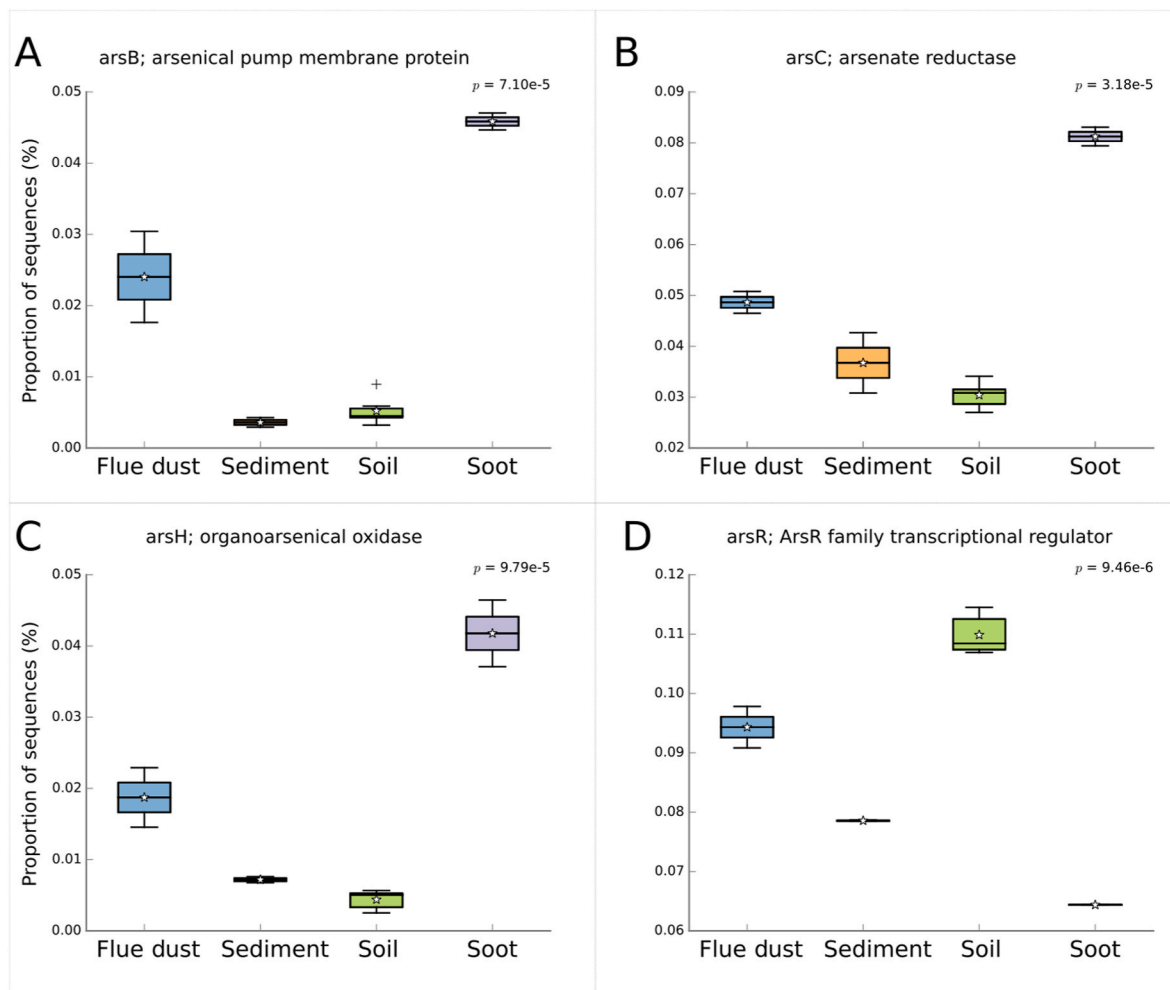 A
arsB; arsenical pump membrane protein
p = 7.10e-5
Proportion of sequences (%)
0.05
0.04
0.03
0.02
0.01
0.00
Flue dust Sediment Soil Soot
B
arsC; arsenate reductase
p = 3.18e-5
0.09
0.08
0.07
0.06
0.05
0.04
0.03
0.02
Flue dust Sediment Soil Soot
C
arsH; organoarsenical oxidase
p = 9.79e-5
Proportion of sequences (%)
0.05
0.04
0.03
0.02
0.01
0.00
Flue dust Sediment Soil Soot
D
arsR; ArsR family transcriptional regulator
p = 9.46e-6
0.12
0.11
0.10
0.09
0.08
0.07
0.06
Flue dust Sediment Soil Soot